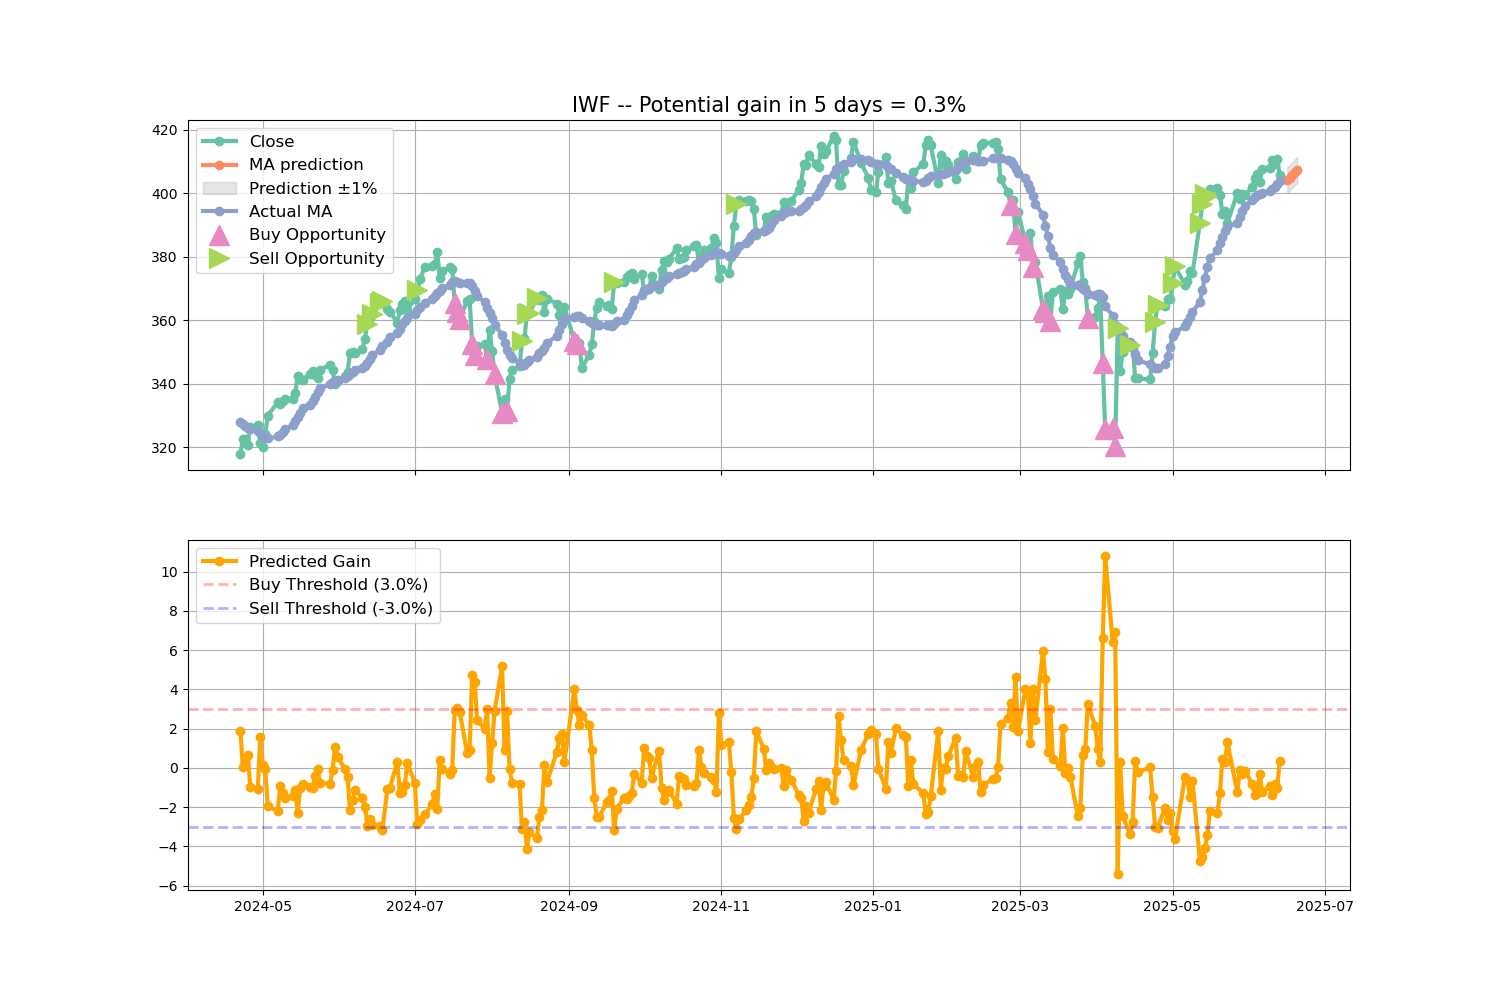 IWF -- Potential gain in 5 days = 0.3%
420
400
380
360
340
320
Close
MA prediction
Prediction ±1%
Actual MA
Buy Opportunity
Sell Opportunity
10
8
6
4
2
0
−2
−4
−6
Predicted Gain
Buy Threshold (3.0%)
Sell Threshold (-3.0%)
2024-05
2024-07
2024-09
2024-11
2025-01
2025-03
2025-05
2025-07